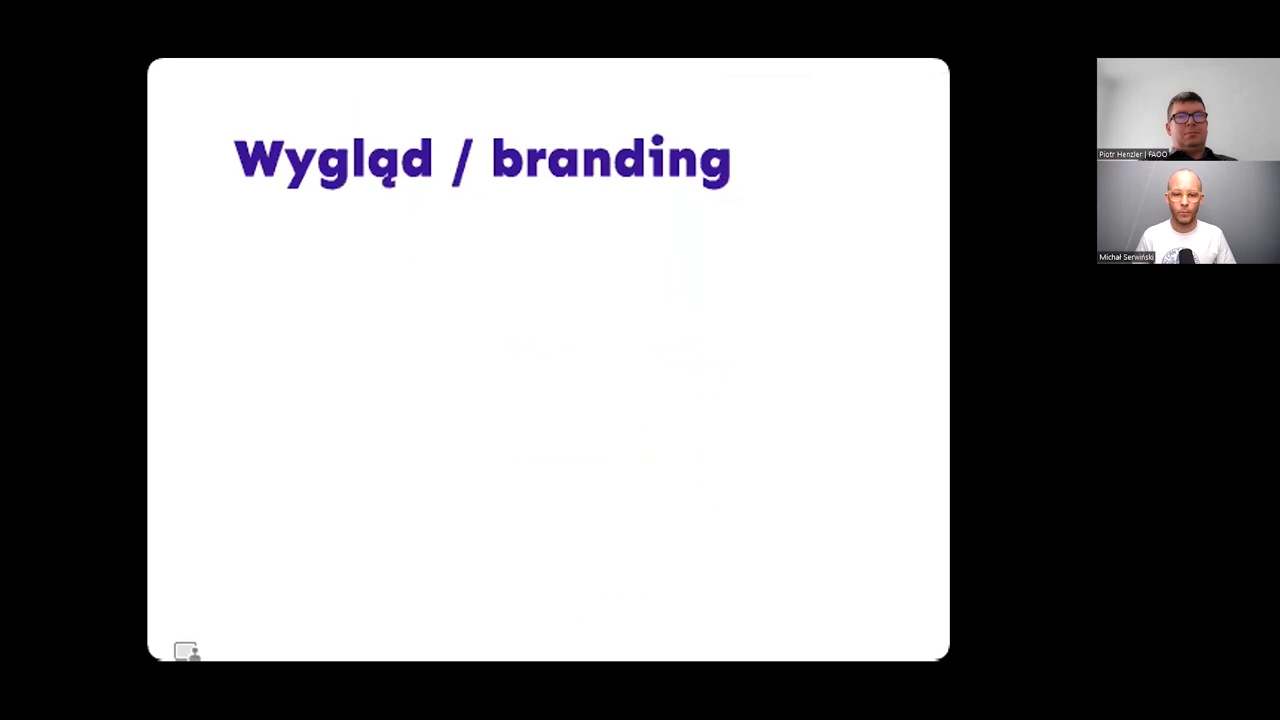 Wygląd / branding
Piotr Henzler | FAOO
Michał Serwiński